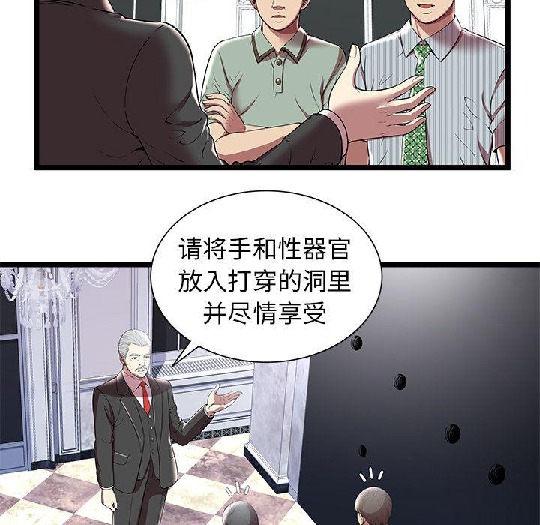 请将手和性器官
放入打穿的洞里
并尽情享受